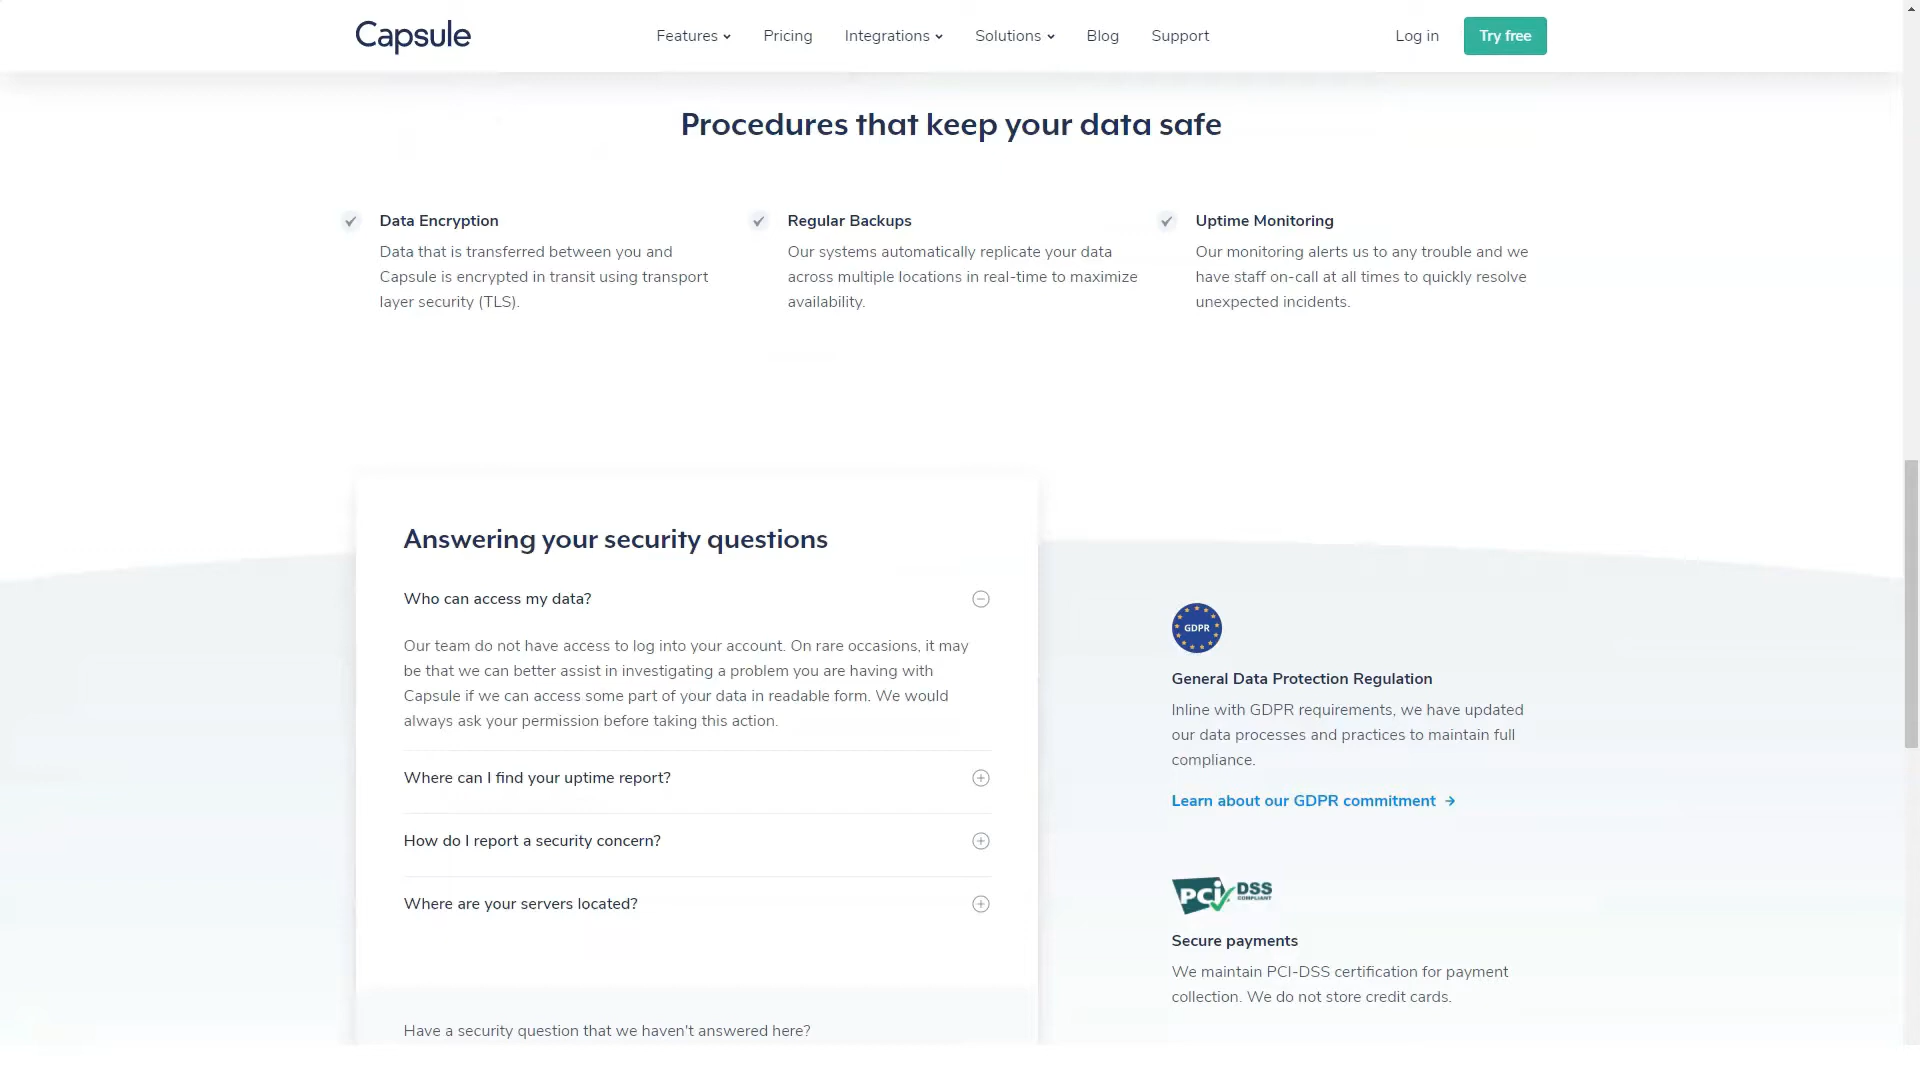 Capsule
Features
Pricing
Integrations
Solutions
Blog
Support
Log in
Try free
Procedures that keep your data safe
Data Encryption
Data that is transferred between you and
Capsule is encrypted in transit using transport
layer security (TLS).
Regular Backups
Our systems automatically replicate your data
across multiple locations in real-time to maximize
availability.
Uptime Monitoring
Our monitoring alerts us to any trouble and we
have staff on-call at all times to quickly resolve
unexpected incidents.
Answering your security questions
Who can access my data?
Our team do not have access to log into your account. On rare occasions, it may
be that we can better assist in investigating a problem you are having with
Capsule if we can access some part of your data in readable form. We would
always ask your permission before taking this action.
Where can I find your uptime report?
How do I report a security concern?
Where are your servers located?
Have a security question that we haven't answered here?
GDPR
General Data Protection Regulation
Inline with GDPR requirements, we have updated
our data processes and practices to maintain full
compliance.
Learn about our GDPR commitment →
PCI DSS
COMPLIANT
Secure payments
We maintain PCI-DSS certification for payment
collection. We do not store credit cards.